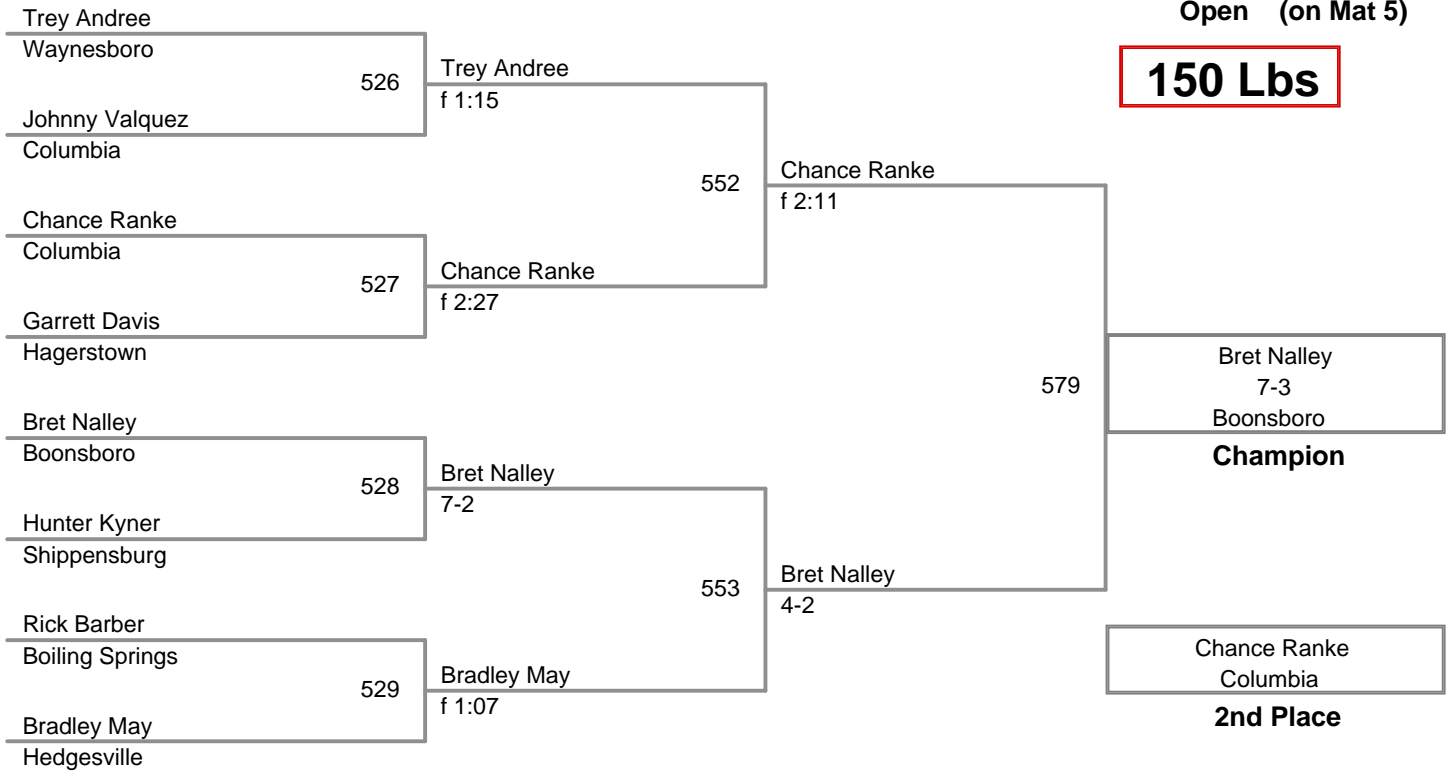 Open (on Mat 5)
150 Lbs
Trey Andree
Waynesboro
526
Johnny Valquez
Columbia
Trey Andree
f 1:15
Chance Ranke
Columbia
527
Garrett Davis
Hagerstown
Chance Ranke
f 2:27
552
Chance Ranke
f 2:11
Bret Nalley
Boonsboro
528
Hunter Kyner
Shippensburg
Bret Nalley
7-2
Rick Barber
Boiling Springs
529
Bradley May
Hedgesville
Bradley May
f 1:07
553
Bret Nalley
4-2
579
Bret Nalley
7-3
Boonsboro
Champion
Chance Ranke
Columbia
2nd Place